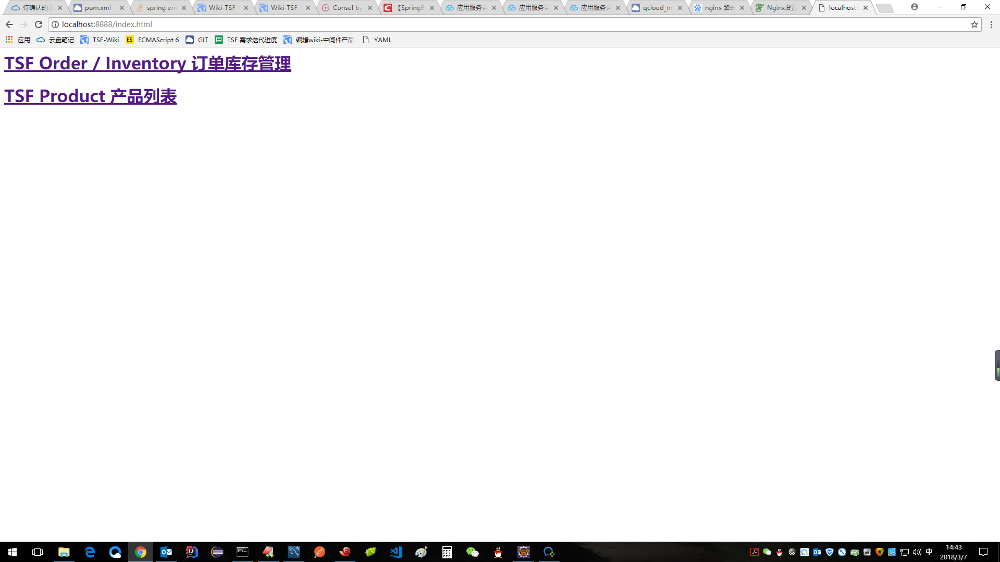 待确认的
pom.xml
spring err
Wiki-TSF-
Wiki-TSF-
Consul by
【SpringB
应用服务
应用服务
应用服务
qcloud_m
nginx 路由
Nginx设置
localhost:
localhost:8888/index.html
应用
云盘笔记
TSF-Wiki
ES
ECMAScript 6
GIT
TSF 需求迭代进度
编辑wiki-中间件产品
YAML
TSF Order / Inventory 订单库存管理
TSF Product 产品列表
中
14:43
2018/3/7